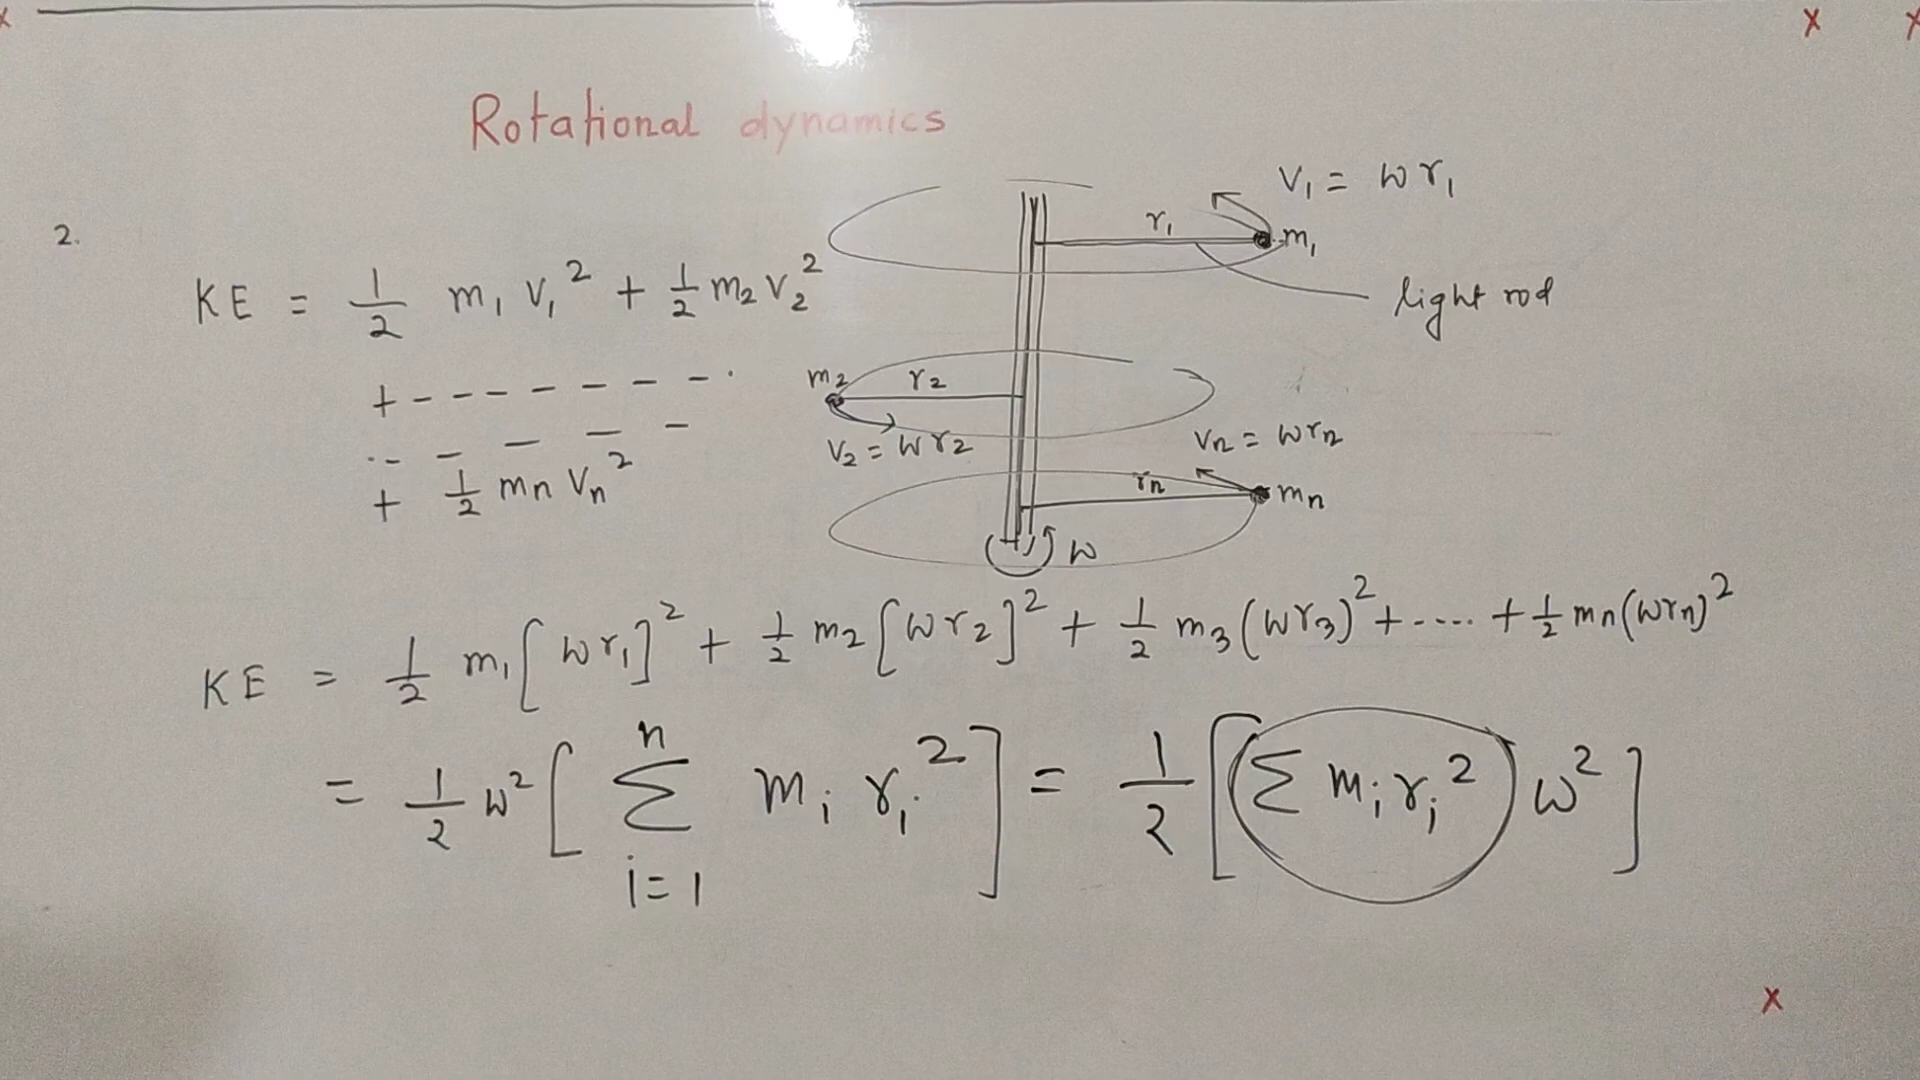 Rotational dynamics
2.
KE = 1/2 m₁ v₁² + 1/2 m₂ v₂²
+ - - - - - - - .
.. - - - - -
+ 1/2 mn Vn²
V₁ = ω r₁
r₁
m₁
light rod
m₂
r₂
V₂ = ω r₂
Vn = ω rn
rn
mn
ω
KE = 1/2 m₁[ω r₁]² + 1/2 m₂[ω r₂]² + 1/2 m₃(ω r₃)² + ---- + 1/2 mn(ω rn)²
= 1/2 ω² [ n Σ i=1 mᵢ rᵢ² ] = 1/2 [(Σ mᵢ rᵢ²) ω²]